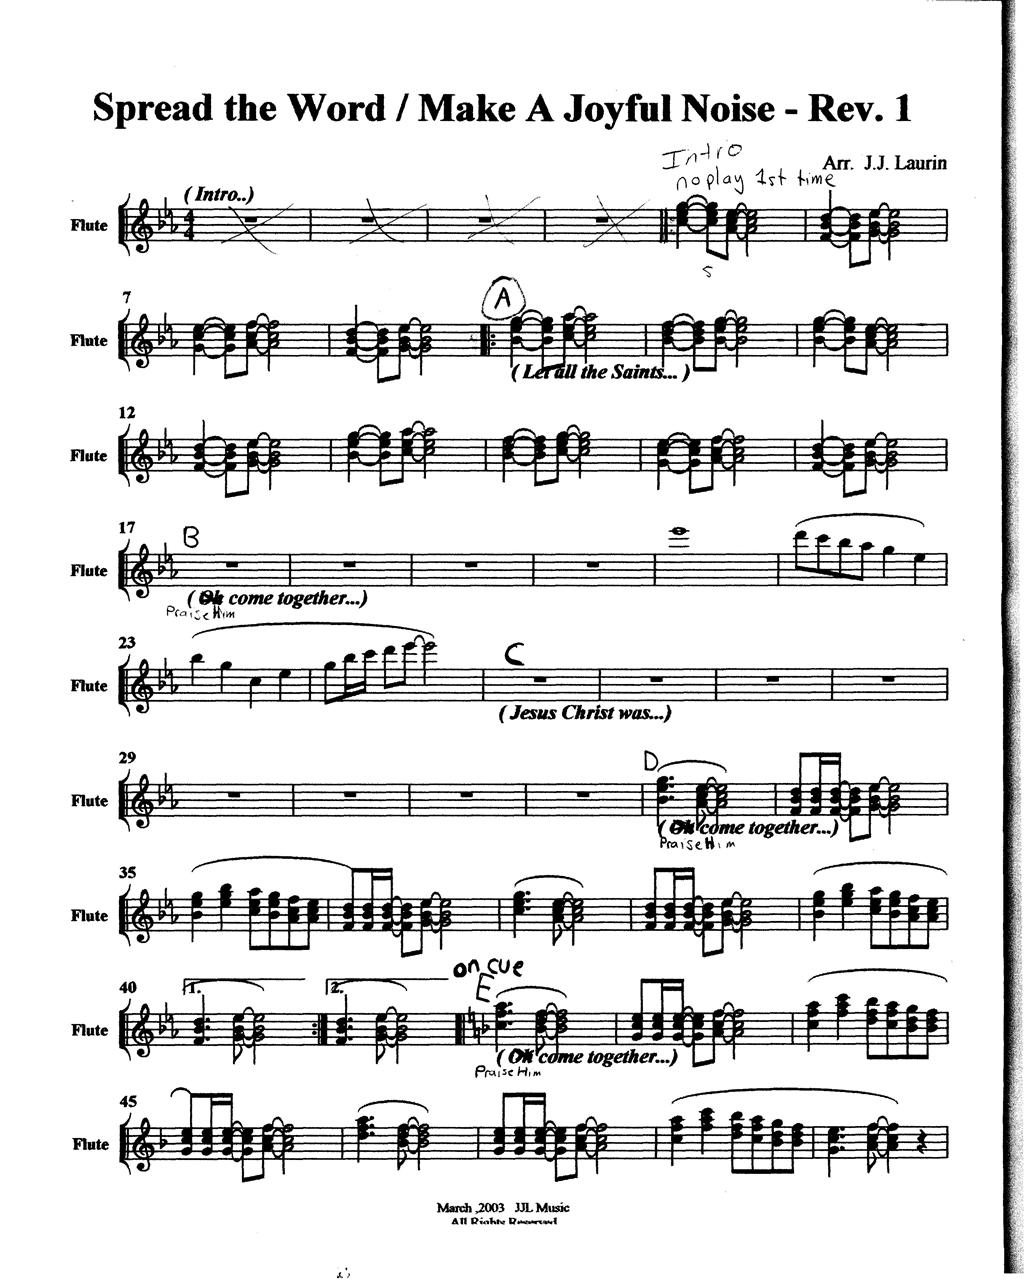 Spread the Word / Make A Joyful Noise - Rev. 1
Intro
Arr. J.J. Laurin
no play 1st time
( Intro..)
Flute
5
A
7
Flute
( Let all the Saints... )
12
Flute
17
B
Flute
( Oh come together...)
Praise Him
23
C
Flute
( Jesus Christ was...)
29
D
Flute
( Oh come together...)
Praise Him
35
Flute
on cue
40
1.
2.
E
Flute
( Oh come together...)
Praise Him
45
Flute
March ,2003 JJL Music
All Rights Reserved